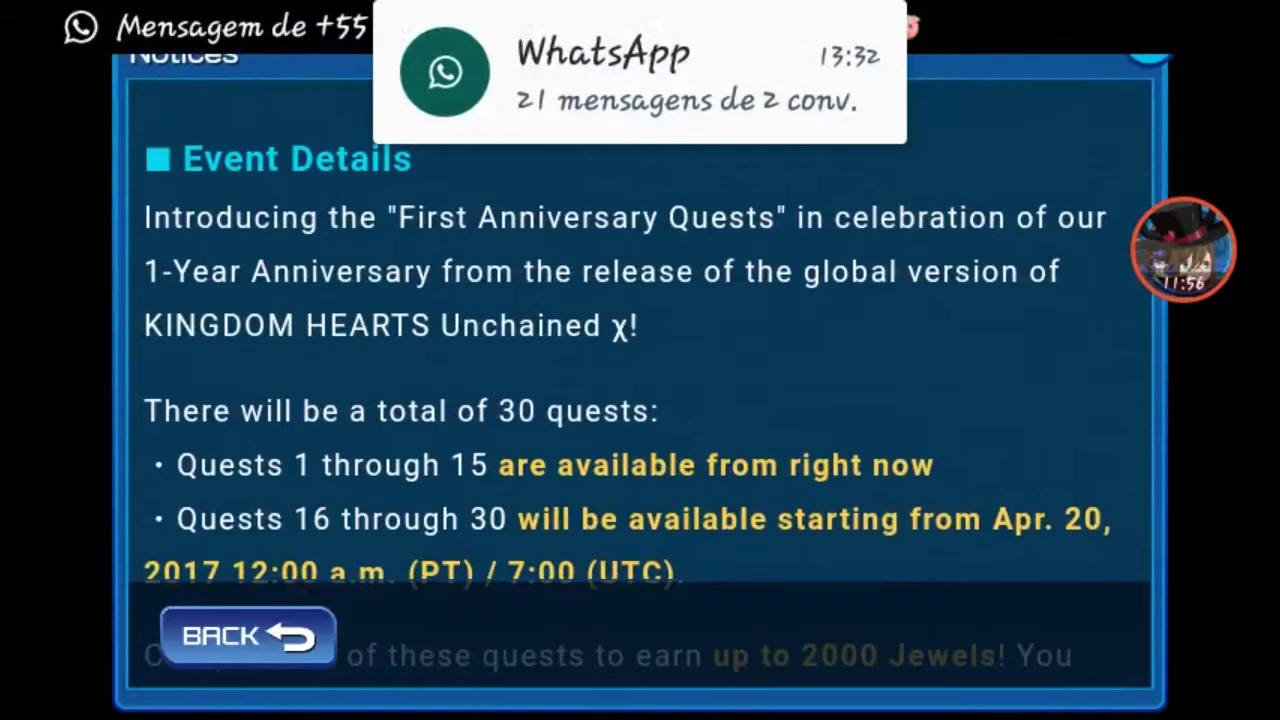 Mensagem de +55
WhatsApp
13:32
21 mensagens de 2 conv.
Notices
■ Event Details
Introducing the "First Anniversary Quests" in celebration of our
1-Year Anniversary from the release of the global version of
KINGDOM HEARTS Unchained χ!
11:56
There will be a total of 30 quests:
・Quests 1 through 15 are available from right now
・Quests 16 through 30 will be available starting from Apr. 20,
2017 12:00 a.m. (PT) / 7:00 (UTC).
BACK
of these quests to earn up to 2000 Jewels! You